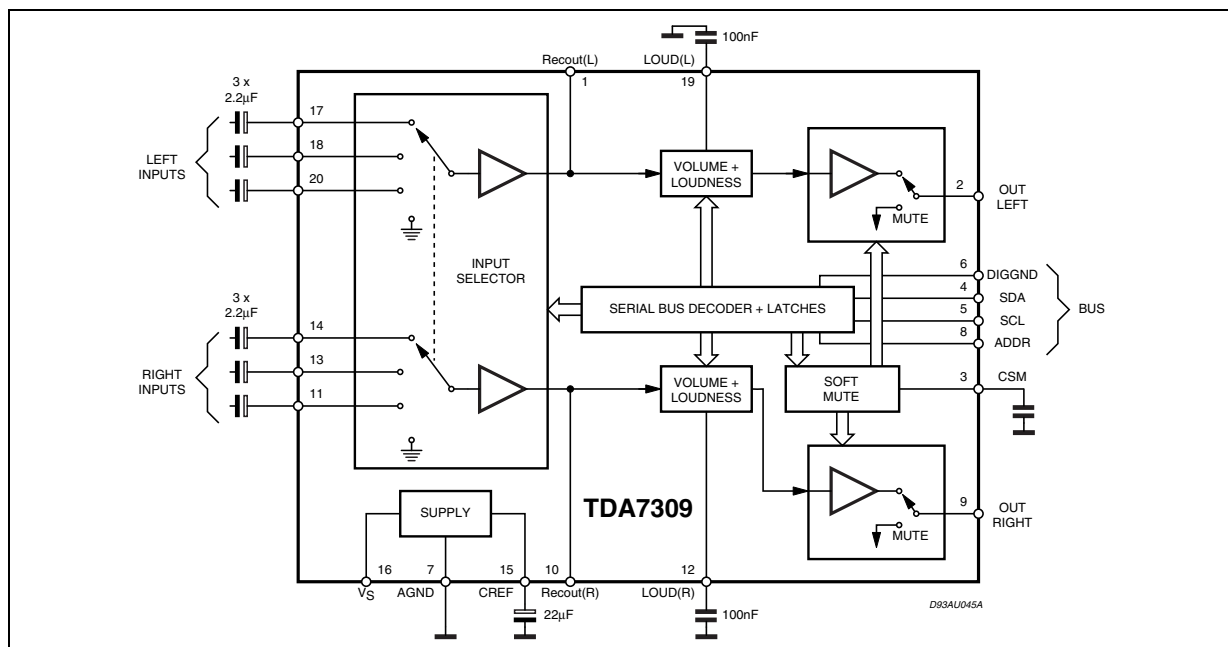 100nF
Recout(L)
LOUD(L)
1
19
3 x
2.2µF
17
18
20
LEFT
INPUTS
VOLUME +
LOUDNESS
MUTE
2
OUT
LEFT
INPUT
SELECTOR
SERIAL BUS DECODER + LATCHES
6
DIGGND
4
SDA
5
SCL
8
ADDR
BUS
3 x
2.2µF
14
13
11
RIGHT
INPUTS
VOLUME +
LOUDNESS
SOFT
MUTE
3
CSM
TDA7309
MUTE
9
OUT
RIGHT
SUPPLY
16
7
15
10
12
VS
AGND
CREF
Recout(R)
LOUD(R)
22µF
100nF
D93AU045A